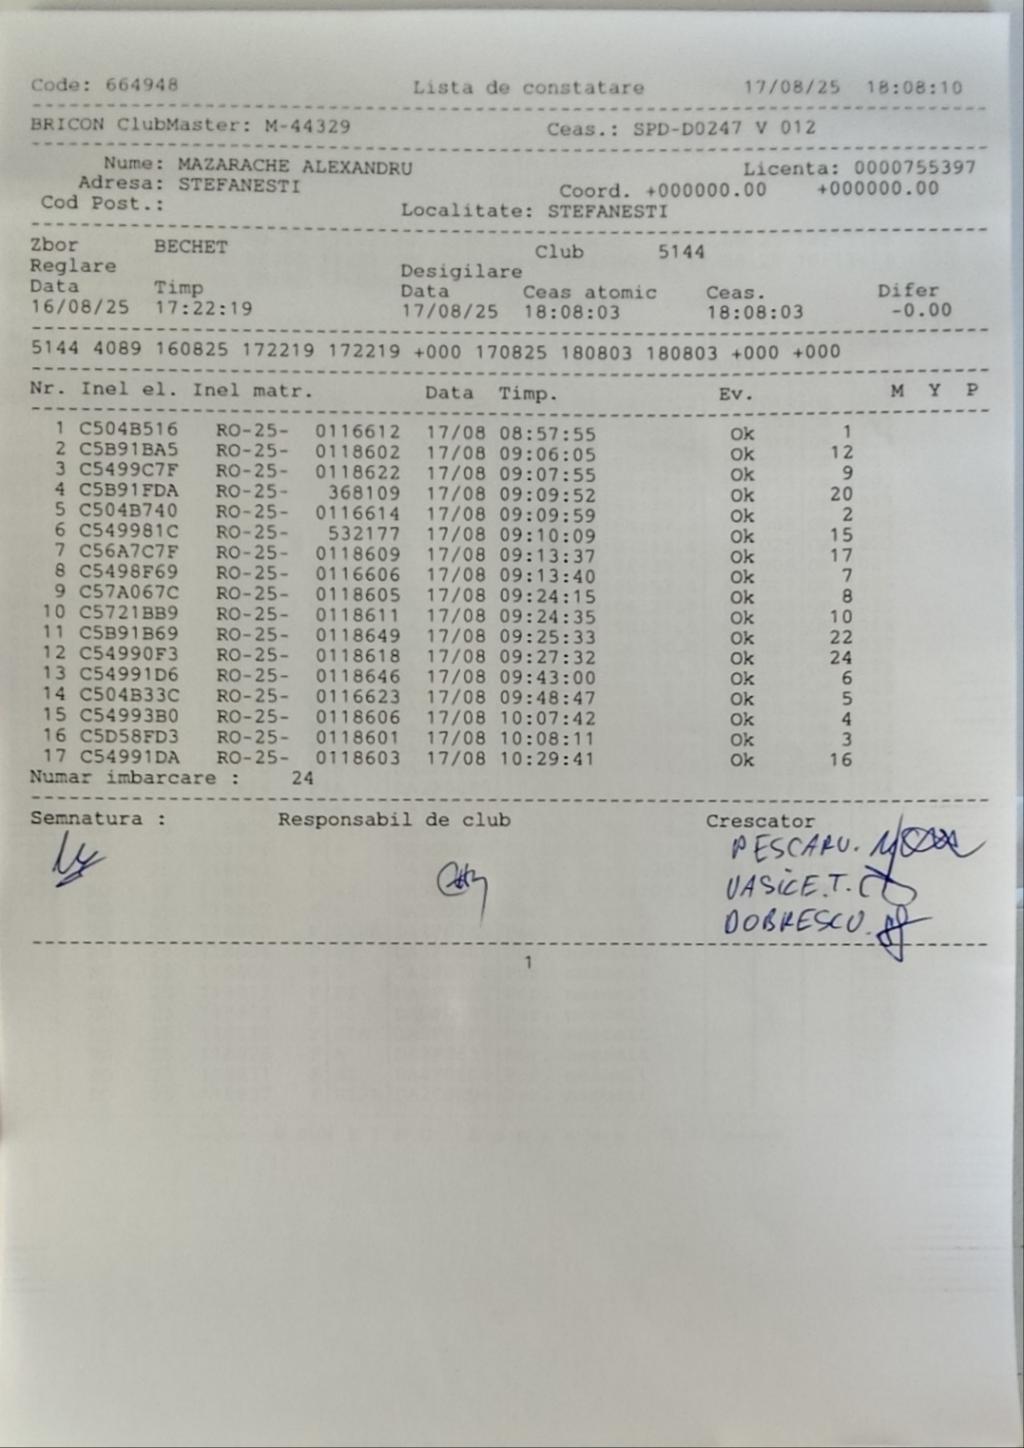 Code: 664948 Lista de constatare 17/08/25 18:08:10
BRICON ClubMaster: M-44329 Ceas.: SPD-D0247 V 012
Nume: MAZARACHE ALEXANDRU Licenta: 0000755397
Adresa: STEFANESTI Coord. +000000.00 +000000.00
Cod Post.: Localitate: STEFANESTI
Zbor BECHET Club 5144
Reglare Desigilare
Data Timp Data Ceas atomic Ceas. Difer
16/08/25 17:22:19 17/08/25 18:08:03 18:08:03 -0.00
5144 4089 160825 172219 172219 +000 170825 180803 180803 +000 +000
Nr. Inel el. Inel matr. Data Timp. Ev. M Y P
1 C504B516 RO-25- 0116612 17/08 08:57:55 Ok 1
2 C5B91BA5 RO-25- 0118602 17/08 09:06:05 Ok 12
3 C5499C7F RO-25- 0118622 17/08 09:07:55 Ok 9
4 C5B91FDA RO-25- 368109 17/08 09:09:52 Ok 20
5 C504B740 RO-25- 0116614 17/08 09:09:59 Ok 2
6 C549981C RO-25- 532177 17/08 09:10:09 Ok 15
7 C56A7C7F RO-25- 0118609 17/08 09:13:37 Ok 17
8 C5498F69 RO-25- 0116606 17/08 09:13:40 Ok 7
9 C57A067C RO-25- 0118605 17/08 09:24:15 Ok 8
10 C5721BB9 RO-25- 0118611 17/08 09:24:35 Ok 10
11 C5B91B69 RO-25- 0118649 17/08 09:25:33 Ok 22
12 C54990F3 RO-25- 0118618 17/08 09:27:32 Ok 24
13 C54991D6 RO-25- 0118646 17/08 09:43:00 Ok 6
14 C504B33C RO-25- 0116623 17/08 09:48:47 Ok 5
15 C54993B0 RO-25- 0118606 17/08 10:07:42 Ok 4
16 C5D58FD3 RO-25- 0118601 17/08 10:08:11 Ok 3
17 C54991DA RO-25- 0118603 17/08 10:29:41 Ok 16
Numar imbarcare : 24
Semnatura : Responsabil de club Crescator
PESCARU.
VASILE.T.
DOBRESCU.
1